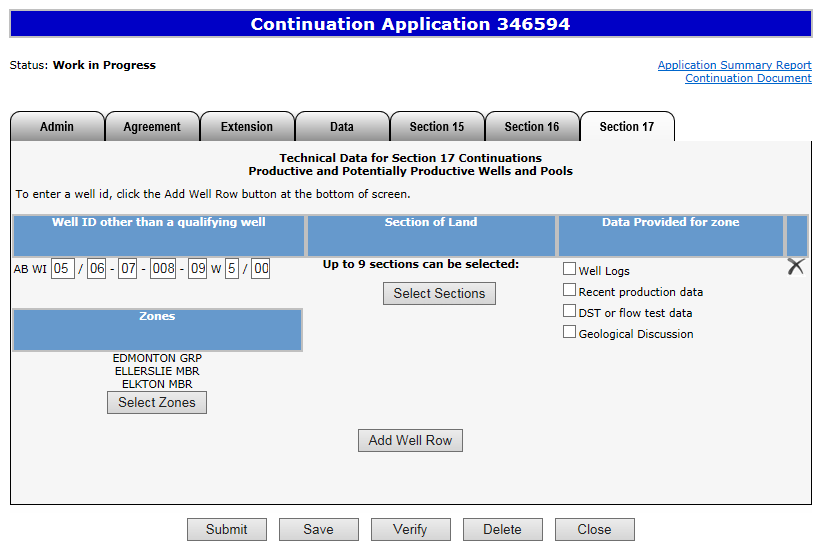 Continuation Application 346594
Status: Work in Progress
Application Summary Report
Continuation Document
Admin
Agreement
Extension
Data
Section 15
Section 16
Section 17
Technical Data for Section 17 Continuations
Productive and Potentially Productive Wells and Pools
To enter a well id, click the Add Well Row button at the bottom of screen.
Well ID other than a qualifying well
Section of Land
Data Provided for zone
AB WI 05 / 06 - 07 - 008 - 09 W 5 / 00
Up to 9 sections can be selected:
Select Sections
Well Logs
Recent production data
DST or flow test data
Geological Discussion
Zones
EDMONTON GRP
ELLERSLIE MBR
ELKTON MBR
Select Zones
Add Well Row
Submit
Save
Verify
Delete
Close